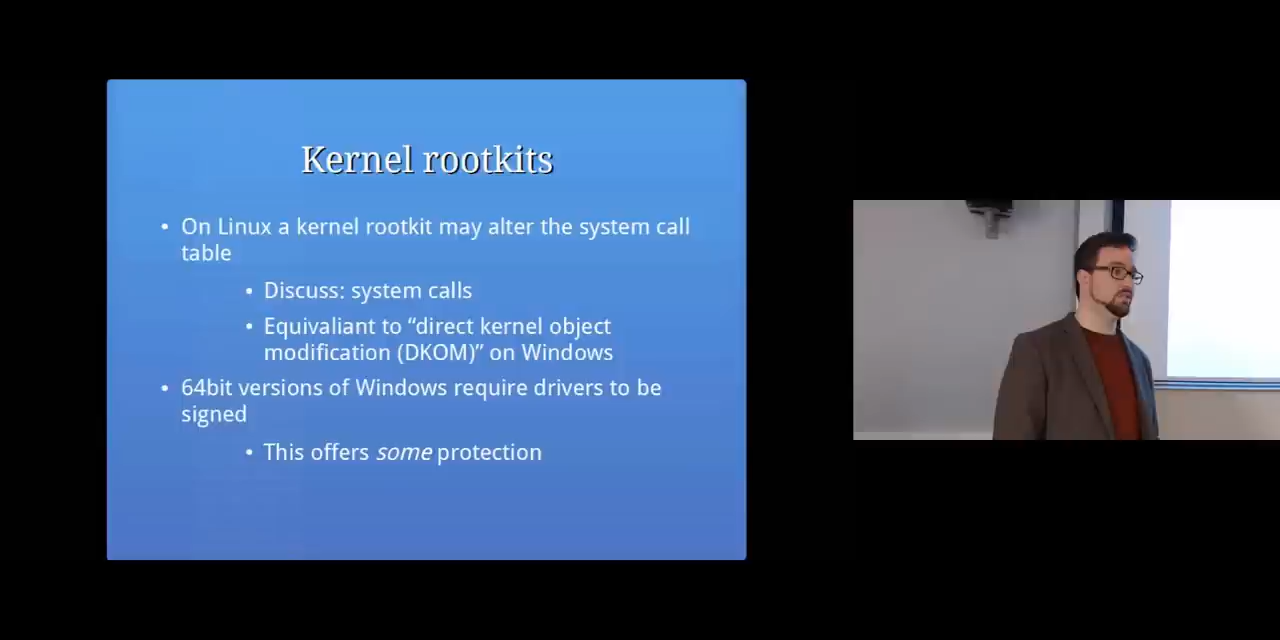 Kernel rootkits
• On Linux a kernel rootkit may alter the system call
table
• Discuss: system calls
• Equivaliant to “direct kernel object
modification (DKOM)” on Windows
• 64bit versions of Windows require drivers to be
signed
• This offers some protection